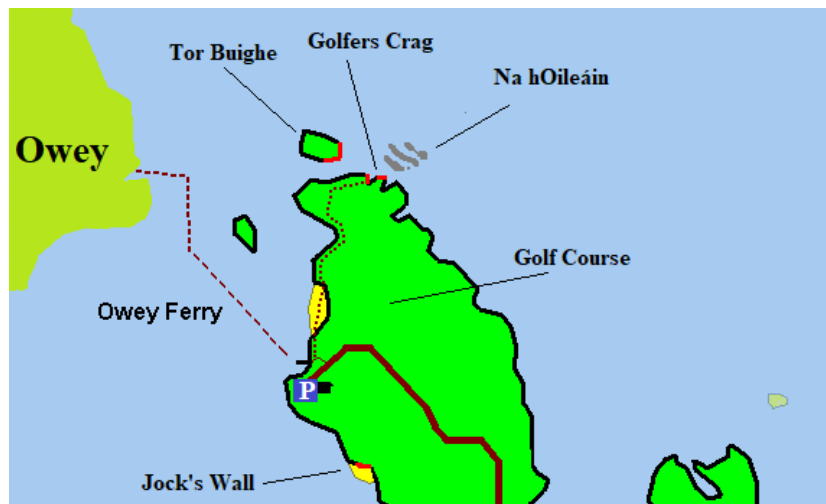 Golfers Crag
Tor Buighe
Na hOileáin
Owey
Golf Course
Owey Ferry
P
Jock's Wall